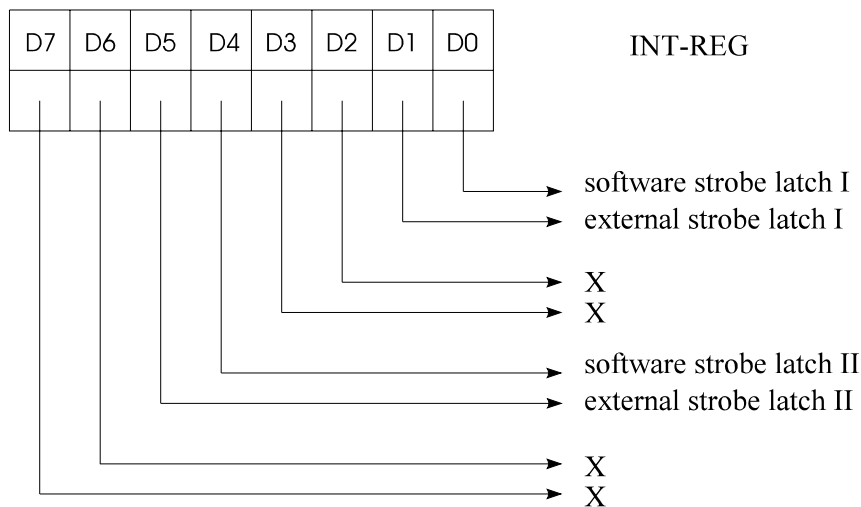 D7 D6 D5 D4 D3 D2 D1 D0 INT-REG
software strobe latch I
external strobe latch I
X
X
software strobe latch II
external strobe latch II
X
X